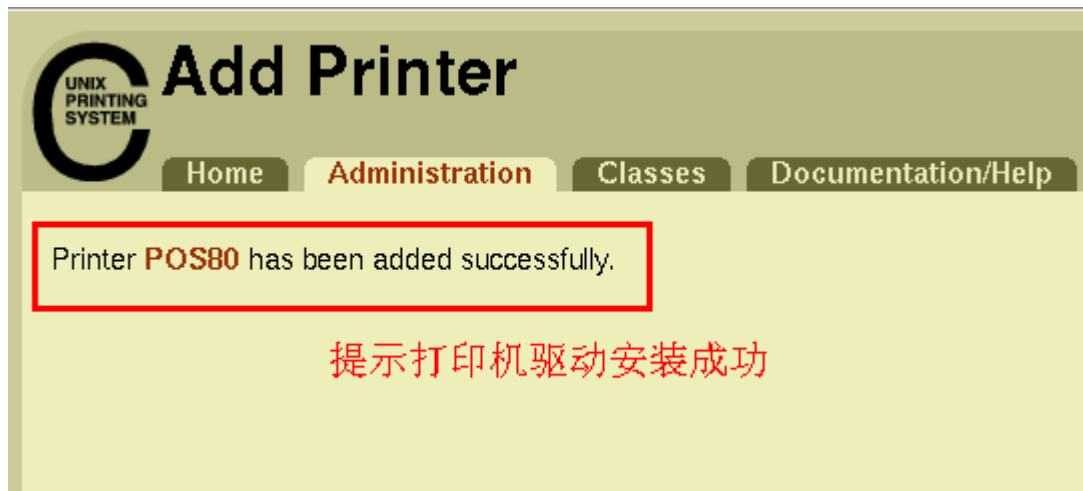 UNIX
PRINTING
SYSTEM
Add Printer
Home Administration Classes Documentation/Help
Printer POS80 has been added successfully.
提示打印机驱动安装成功